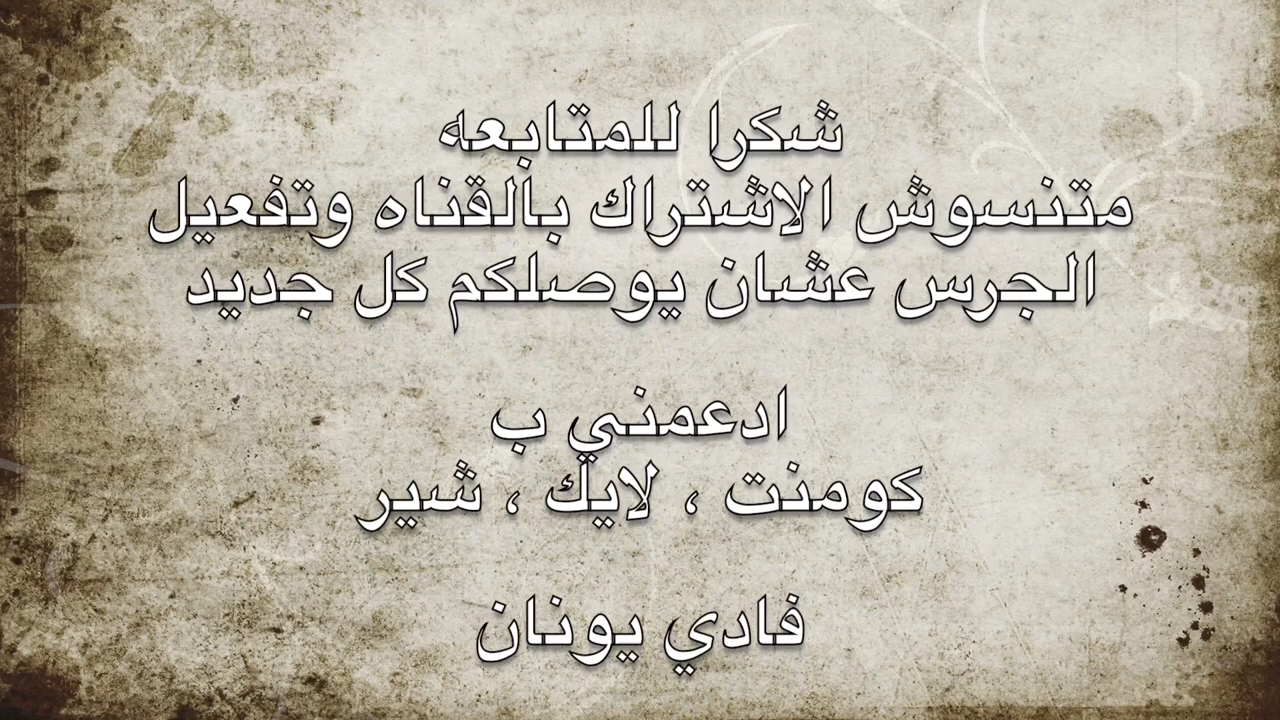 شكرا للمتابعه
متنسوش الاشتراك بالقناه وتفعيل
الجرس عشان يوصلكم كل جديد
ادعمني ب
كومنت ، لايك ، شير
فادي يونان